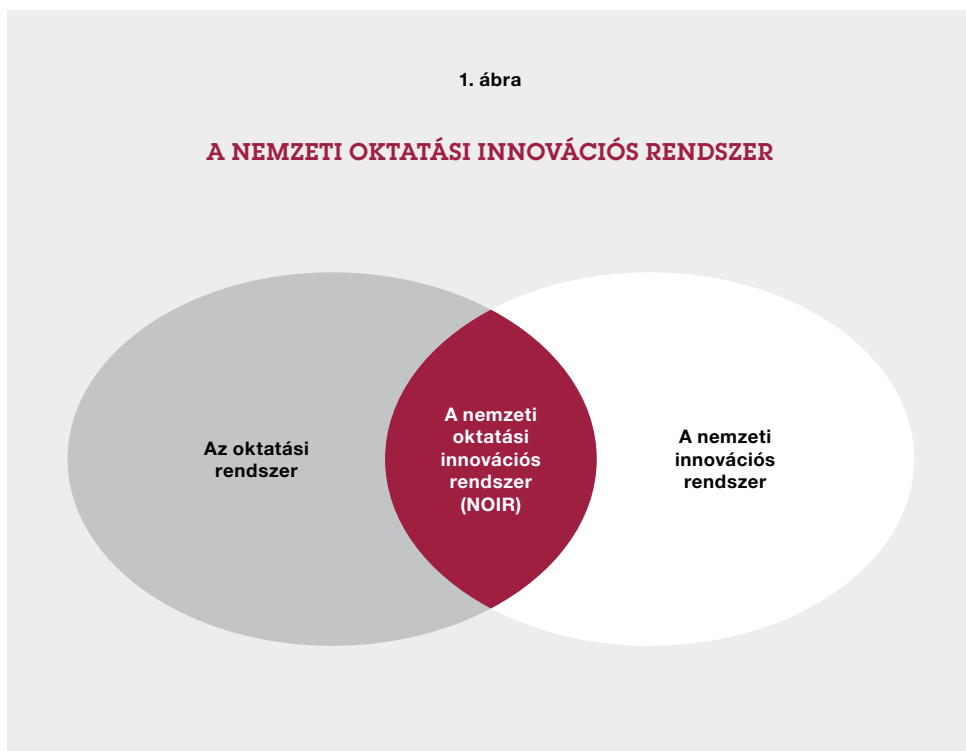 1. ábra
A NEMZETI OKTATÁSI INNOVÁCIÓS RENDSZER
Az oktatási
rendszer
A nemzeti
oktatási
innovációs
rendszer
(NOIR)
A nemzeti
innovációs
rendszer